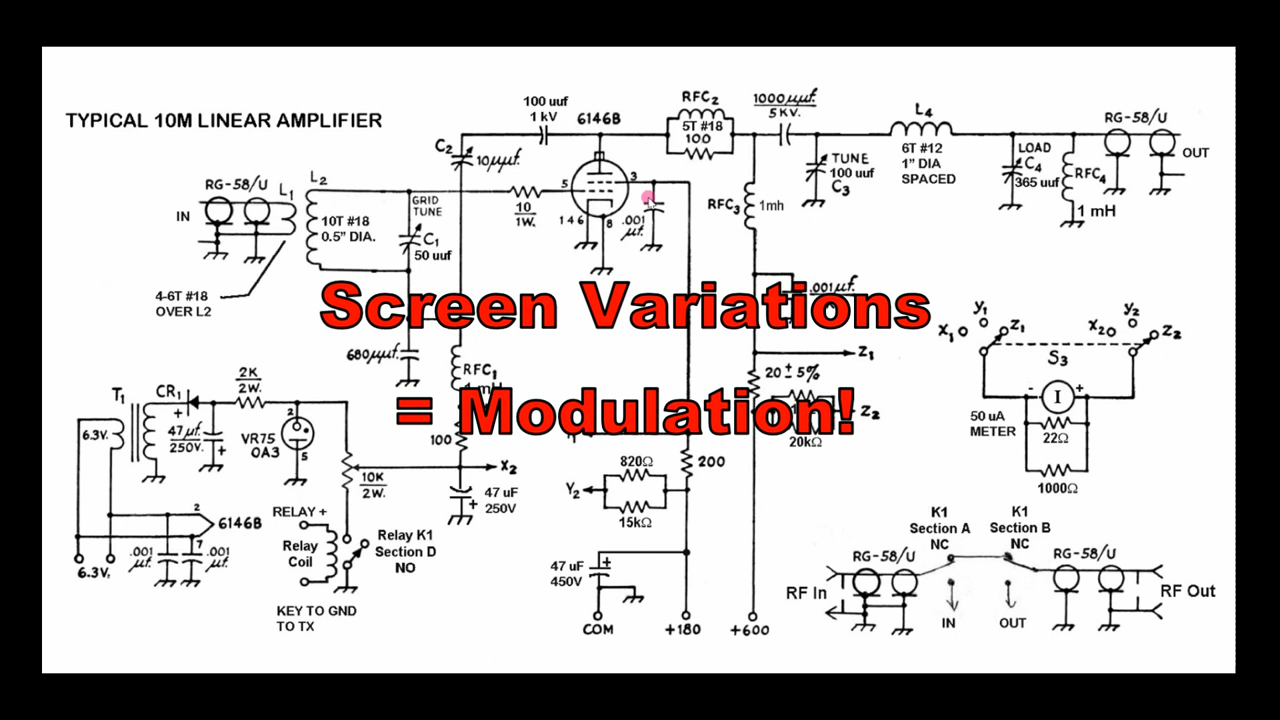 TYPICAL 10M LINEAR AMPLIFIER
100 uuf
1 kV
6146B
RFC2
5T #18
100
1000 µµf.
5 KV.
L4
6T #12
1" DIA
SPACED
RG-58/U
OUT
C2
10µµf.
TUNE
100 uuf
C3
LOAD
C4
365 uuf
RFC4
1 mH
RG-58/U
L1
L2
IN
10T #18
0.5" DIA.
GRID
TUNE
C1
50 uuf
10
1W.
5
3
1 4 6
8
.001
µf.
RFC3
1mh
4-6T #18
OVER L2
Screen Variations
.001µf.
Z1
680µµf.
RFC1
= Modulation!
20 ± 5%
Z2
20kΩ
X1
Y1
Z1
X2
Y2
Z2
S3
-
+
I
50 uA
METER
22Ω
1000Ω
T1
CR1
2K
2W.
6.3V.
+
47µf.
250V.
+
VR75
OA3
2
5
100
X2
10K
2W.
47 uF
250V
+
820Ω
200
Y2
15kΩ
2
6146B
7
.001
µf.
.001
µf.
6.3V.
RELAY +
Relay
Coil
Relay K1
Section D
NO
KEY TO GND
TO TX
47 uF
450V
+
COM
+180
+600
K1
Section A
NC
K1
Section B
NC
RG-58/U
RG-58/U
RF In
RF Out
IN
OUT